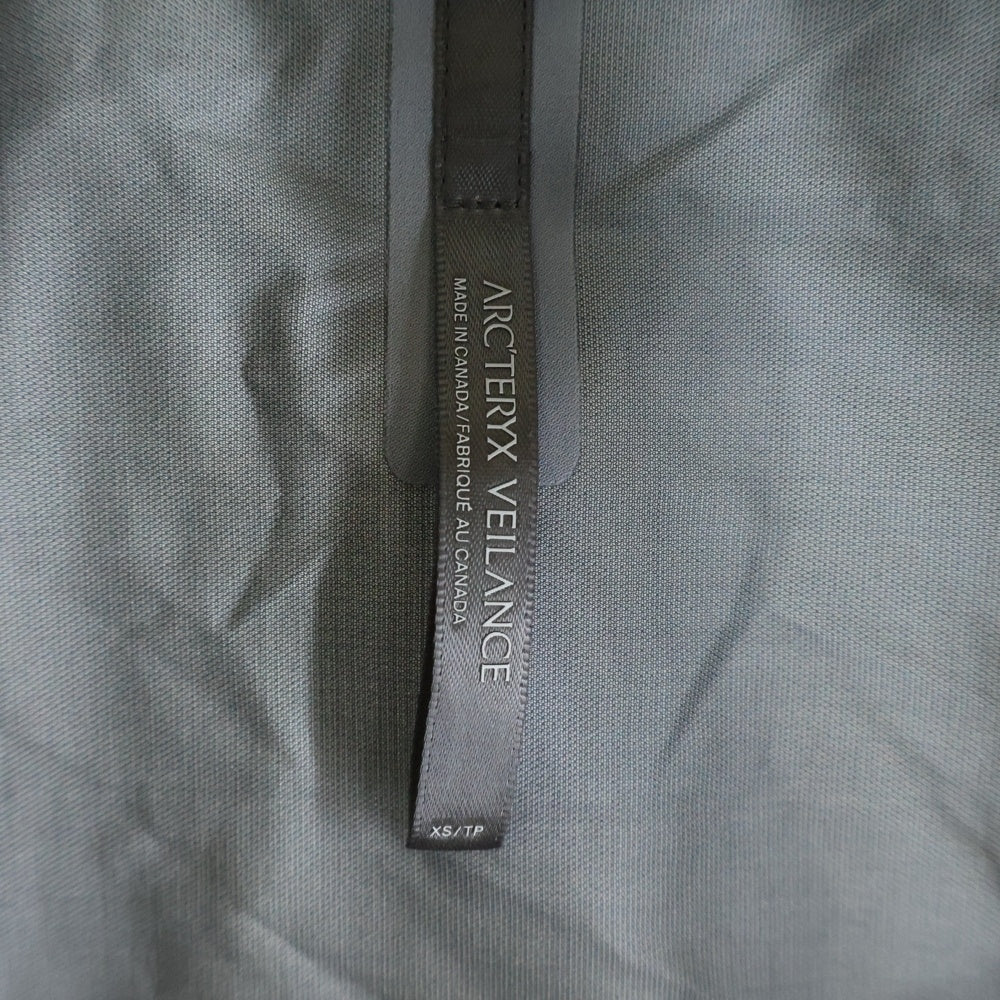 ARC'TERYX VEILANCE
MADE IN CANADA/FABRIQUÉ AU CANADA
XS/TP